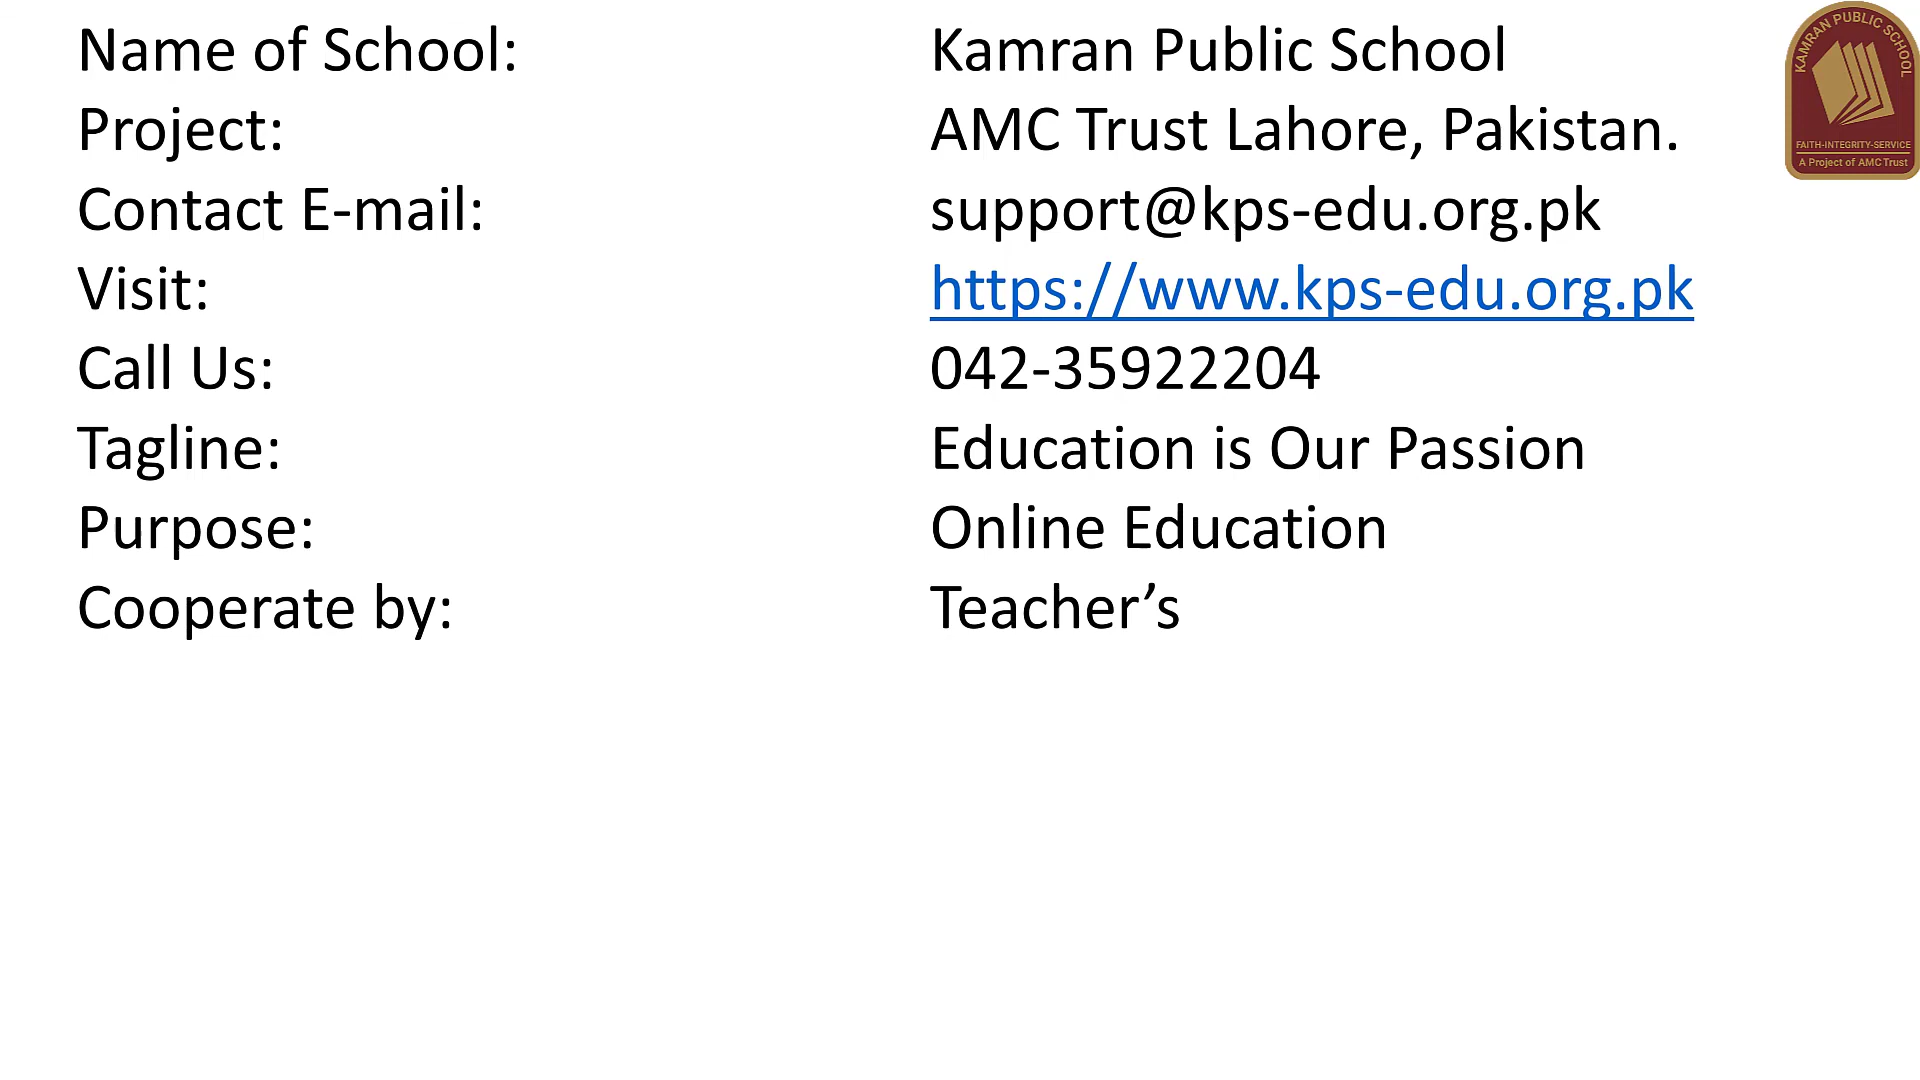 Name of School: Kamran Public School
Project: AMC Trust Lahore, Pakistan.
Contact E-mail: support@kps-edu.org.pk
Visit: https://www.kps-edu.org.pk
Call Us: 042-35922204
Tagline: Education is Our Passion
Purpose: Online Education
Cooperate by: Teacher’s
KAMRAN PUBLIC SCHOOL
FAITH-INTEGRITY-SERVICE
A Project of AMC Trust